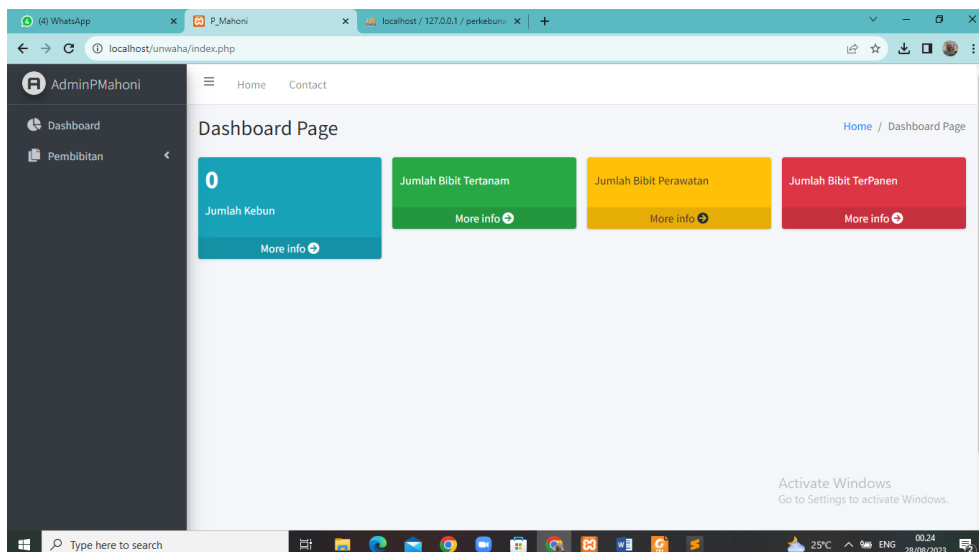 (4) WhatsApp
P_Mahoni
localhost / 127.0.0.1 / perkebuna
localhost/unwaha/index.php
AdminPMahoni
Home Contact
Dashboard
Pembibitan
Dashboard Page
Home / Dashboard Page
0
Jumlah Kebun
More info
Jumlah Bibit Tertanam
More info
Jumlah Bibit Perawatan
More info
Jumlah Bibit TerPanen
More info
Activate Windows
Go to Settings to activate Windows.
Type here to search
25°C ENG
00.24
28/08/2023